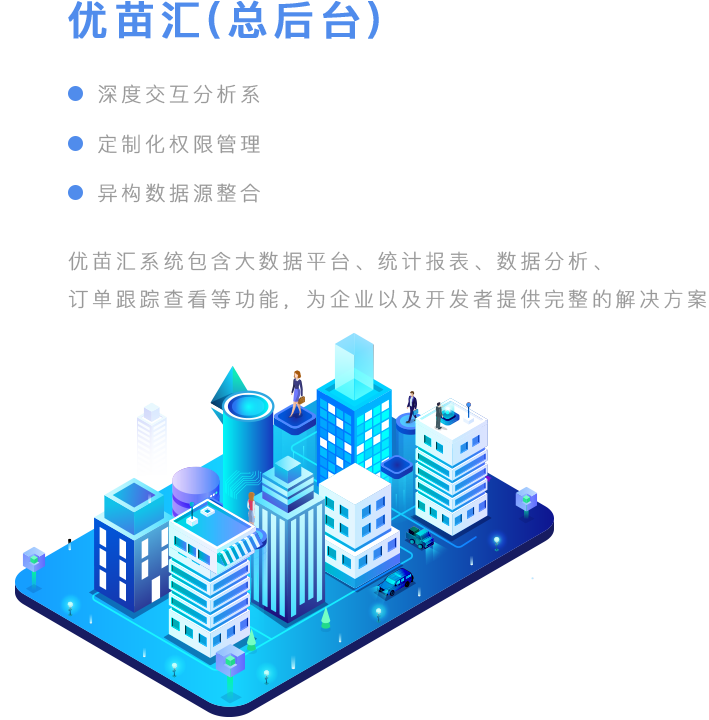 优苗汇(总后台)
深度交互分析系
定制化权限管理
异构数据源整合
优苗汇系统包含大数据平台、统计报表、数据分析、
订单跟踪查看等功能，为企业以及开发者提供完整的解决方案